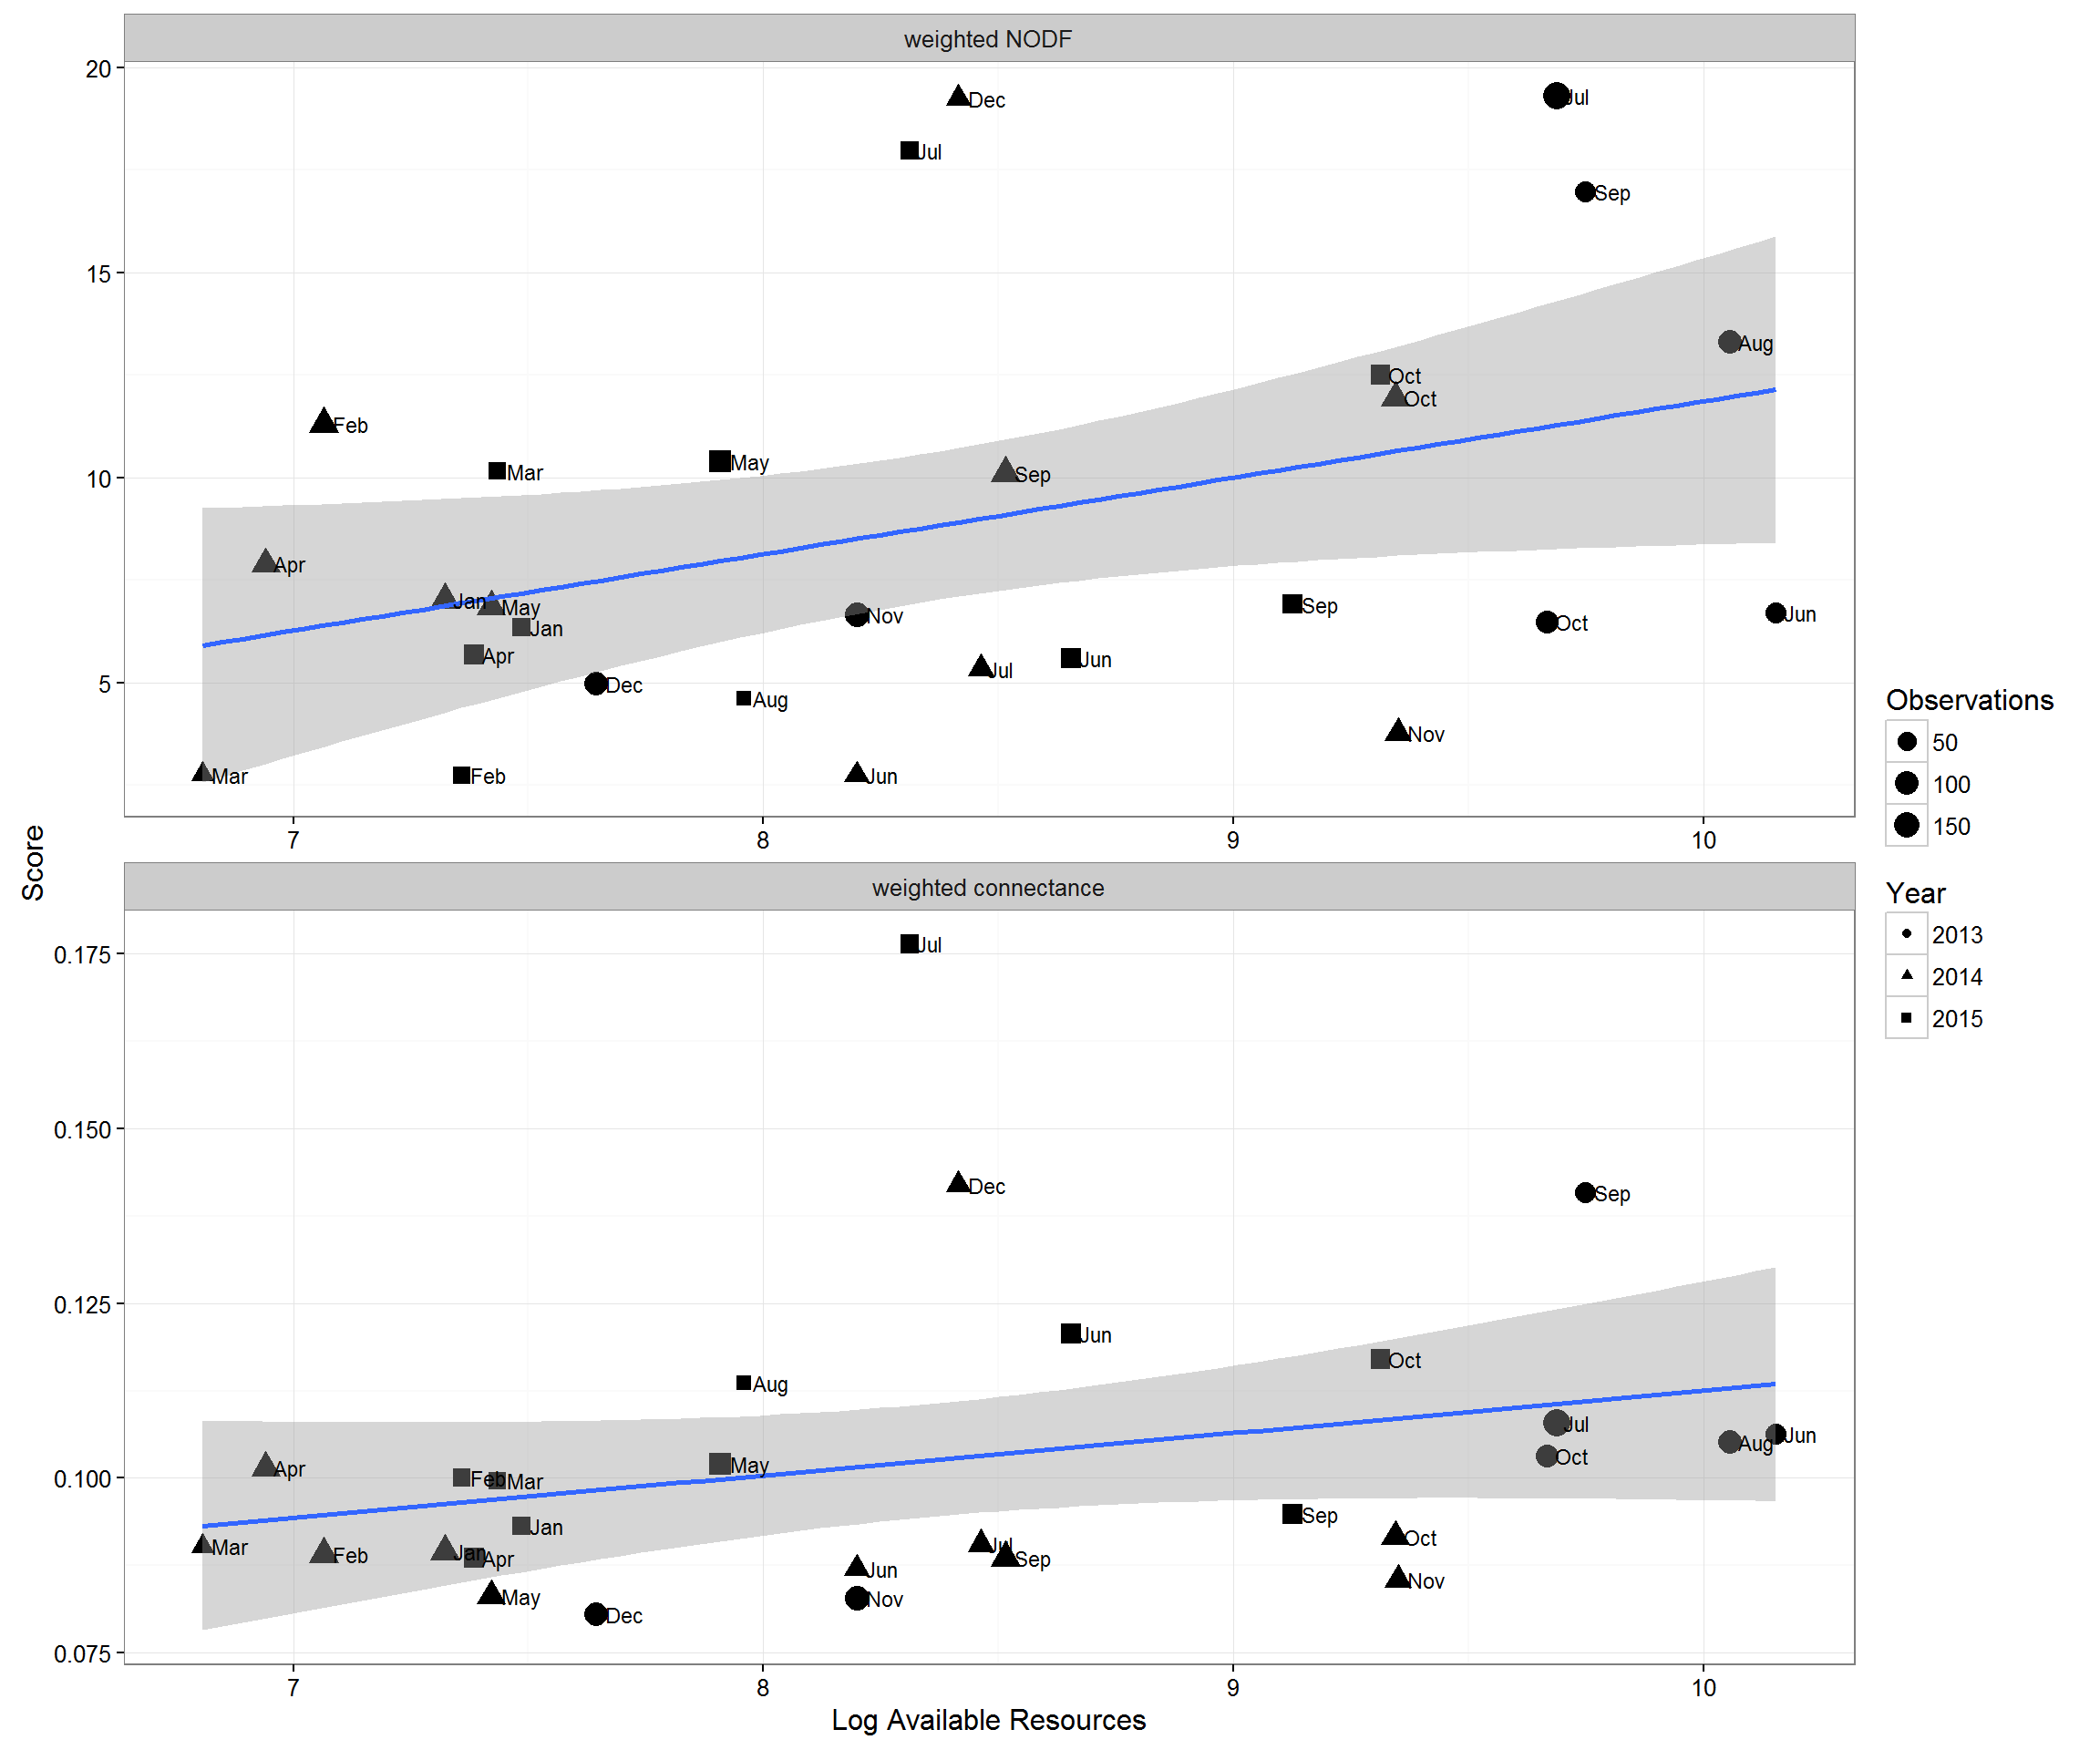 weighted NODF
20
15
10
5
Dec
Jul
Jul
Sep
Aug
Oct
Oct
Feb
Mar
May
Sep
Apr
Jan
May
Jan
Nov
Sep
Oct
Jun
Apr
Jul
Jun
Dec
Aug
Nov
Mar
Feb
Jun
7
8
9
10
Score
weighted connectance
0.175
0.150
0.125
0.100
0.075
Jul
Dec
Sep
Jun
Oct
Aug
Jul
Jun
Aug
Oct
Apr
May
Feb
Mar
Jan
Sep
Oct
Mar
Feb
Jan
Apr
Jul
Sep
Jun
Nov
May
Nov
Dec
7
8
9
10
Log Available Resources
Observations
50
100
150
Year
2013
2014
2015